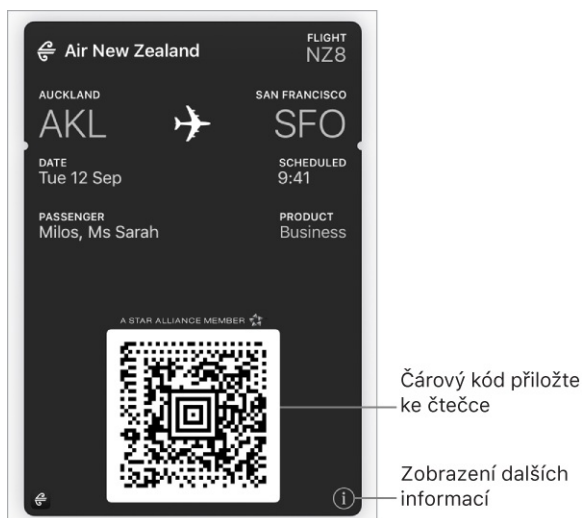 Air New Zealand
FLIGHT
NZ8
AUCKLAND
SAN FRANCISCO
AKL
SFO
DATE
SCHEDULED
Tue 12 Sep
9:41
PASSENGER
PRODUCT
Milos, Ms Sarah
Business
A STAR ALLIANCE MEMBER
Čárový kód přiložte
ke čtečce
Zobrazení dalších
informací